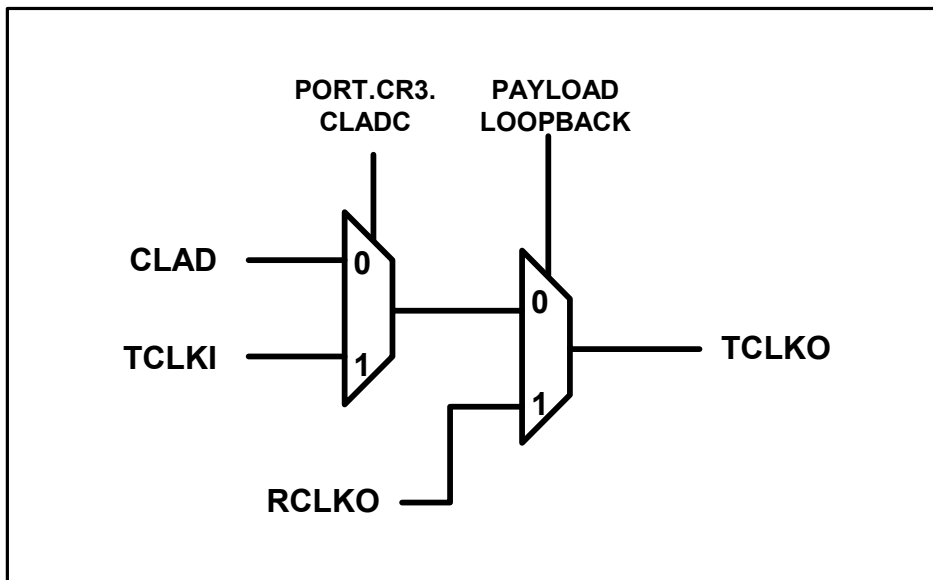 PORT.CR3.
CLADC
PAYLOAD
LOOPBACK
CLAD
0
TCLKI
1
0
1
TCLKO
RCLKO